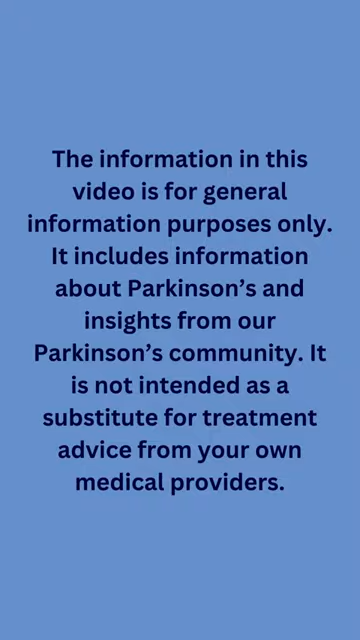 The information in this
video is for general
information purposes only.
It includes information
about Parkinson’s and
insights from our
Parkinson’s community. It
is not intended as a
substitute for treatment
advice from your own
medical providers.